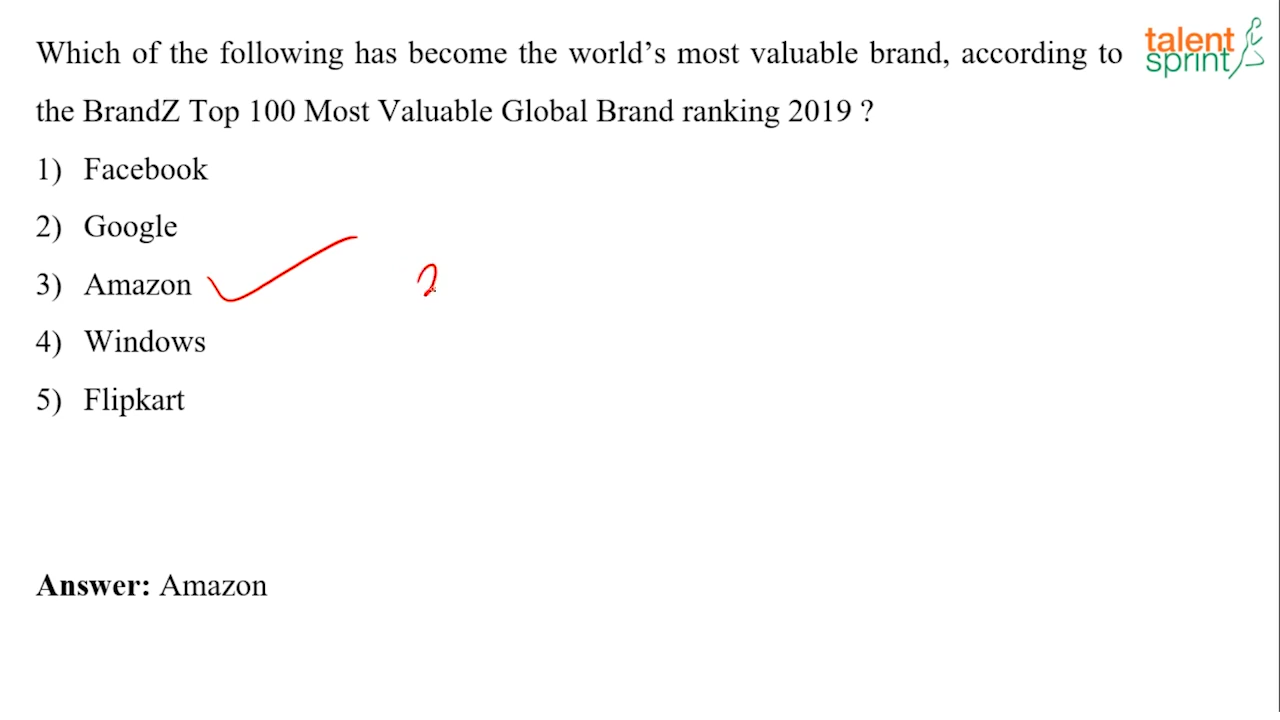 talent
sprint
Which of the following has become the world’s most valuable brand, according to
the BrandZ Top 100 Most Valuable Global Brand ranking 2019 ?
1) Facebook
2) Google
3) Amazon
2
4) Windows
5) Flipkart
Answer: Amazon